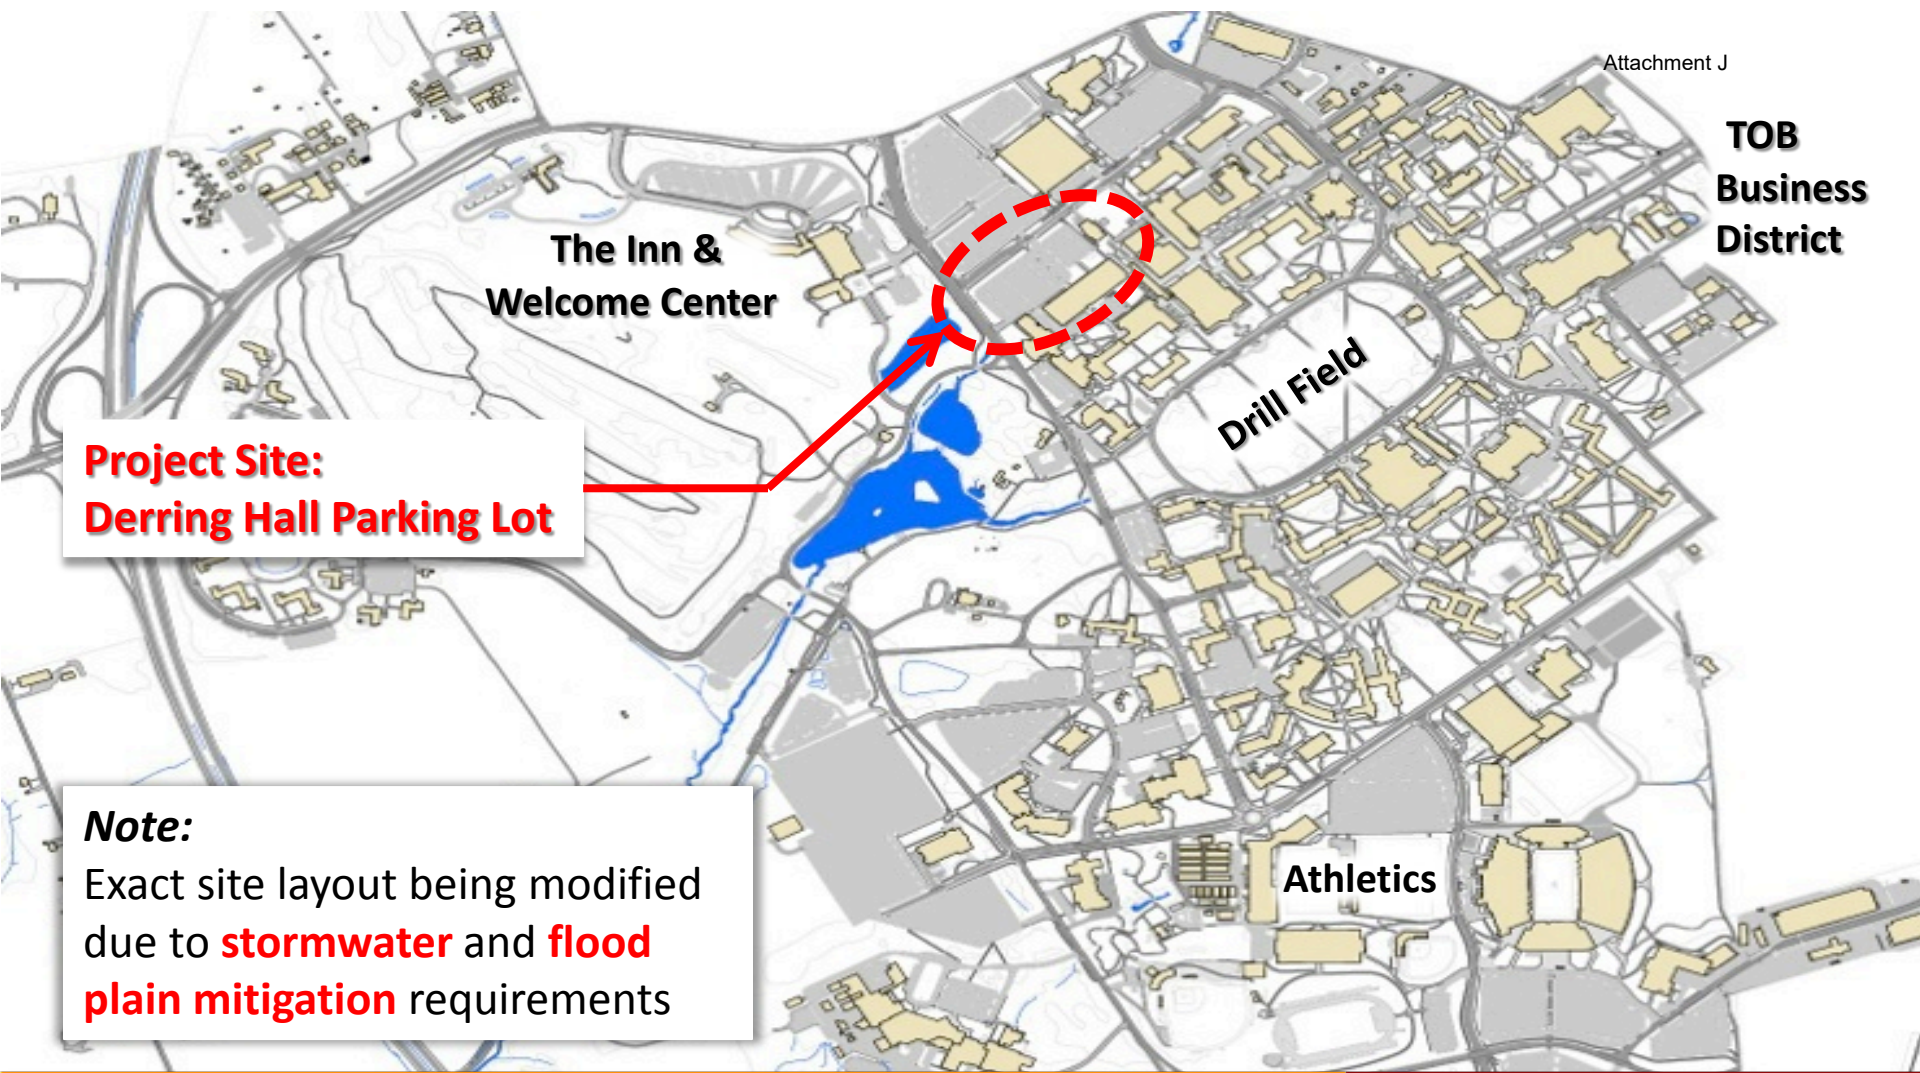 Attachment J
TOB
Business
District
The Inn &
Welcome Center
Drill Field
Project Site:
Derring Hall Parking Lot
Note:
Exact site layout being modified
due to stormwater and flood
plain mitigation requirements
Athletics